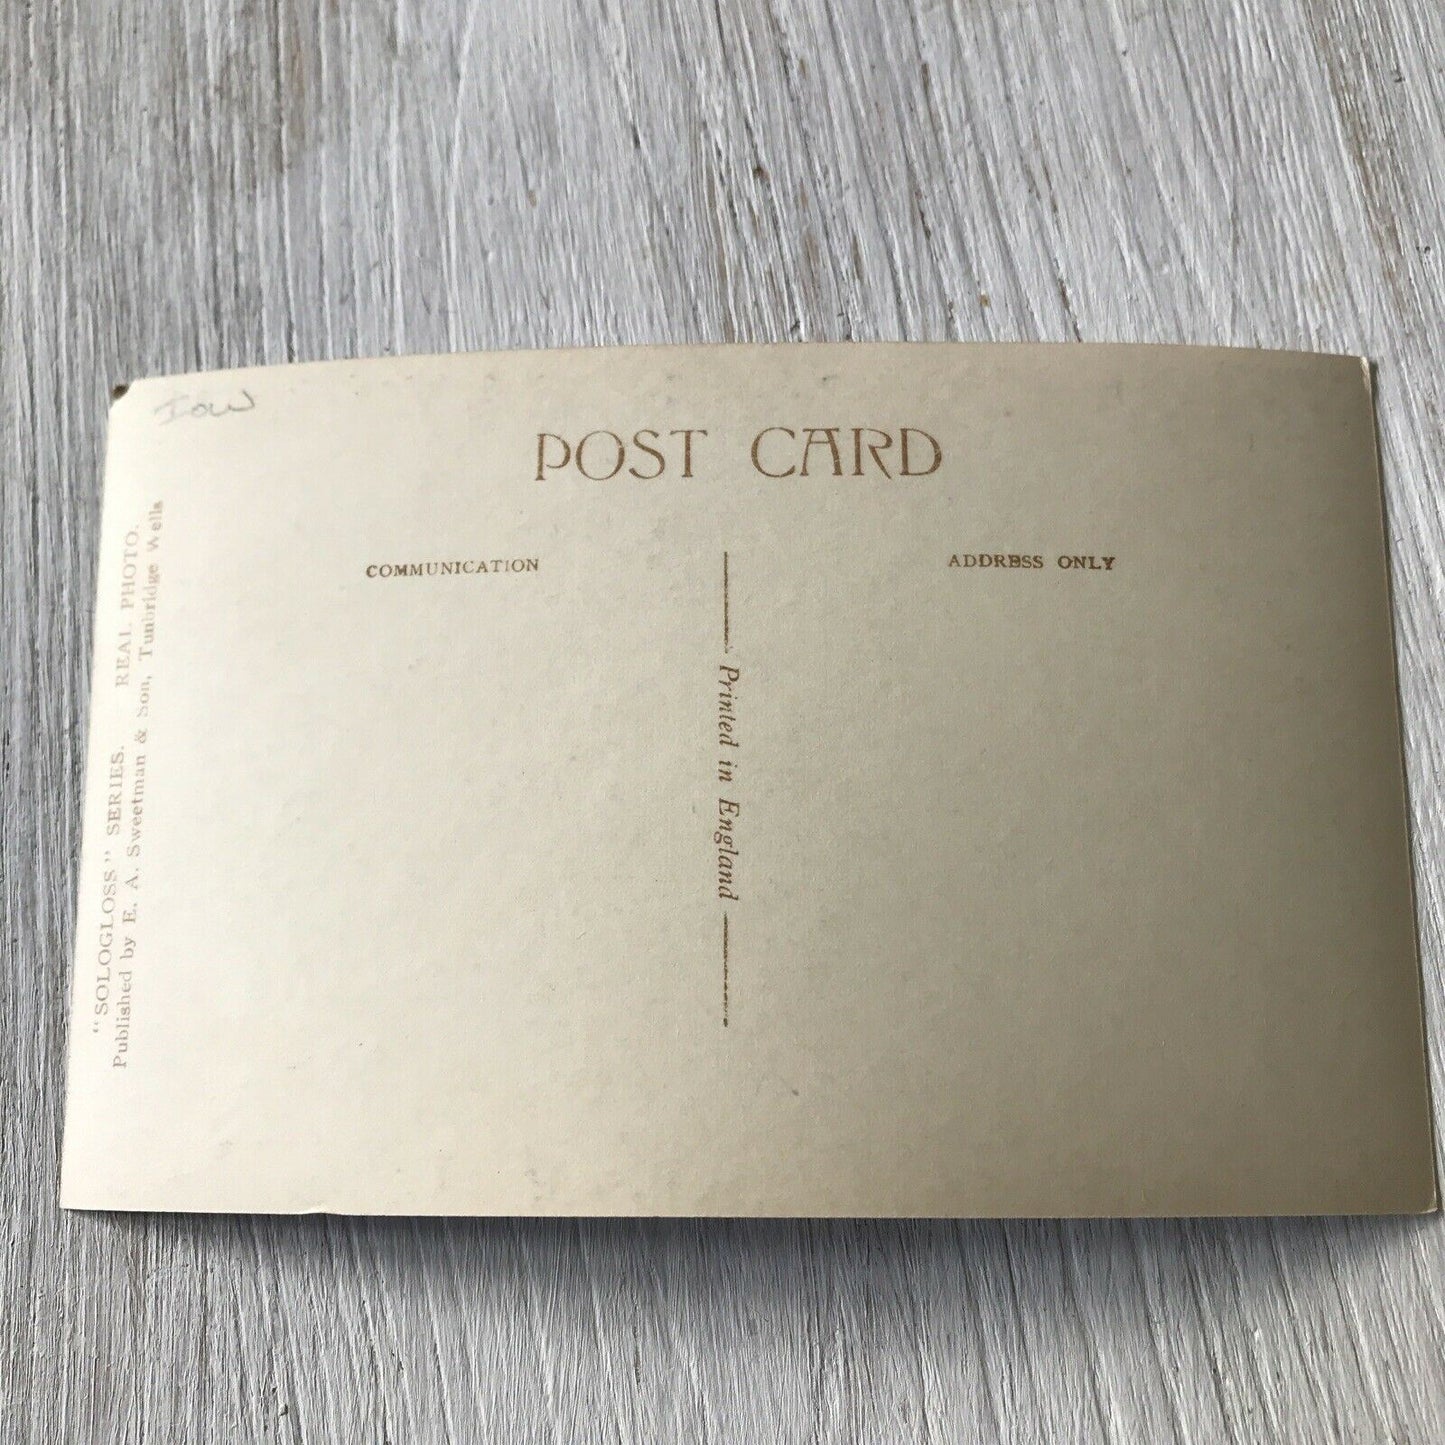 IOW
POST CARD
COMMUNICATION
ADDRESS ONLY
Printed in England
"SOLOGLOSS" SERIES. REAL PHOTO.
Published by E. A. Sweetman & Son, Tunbridge Wells